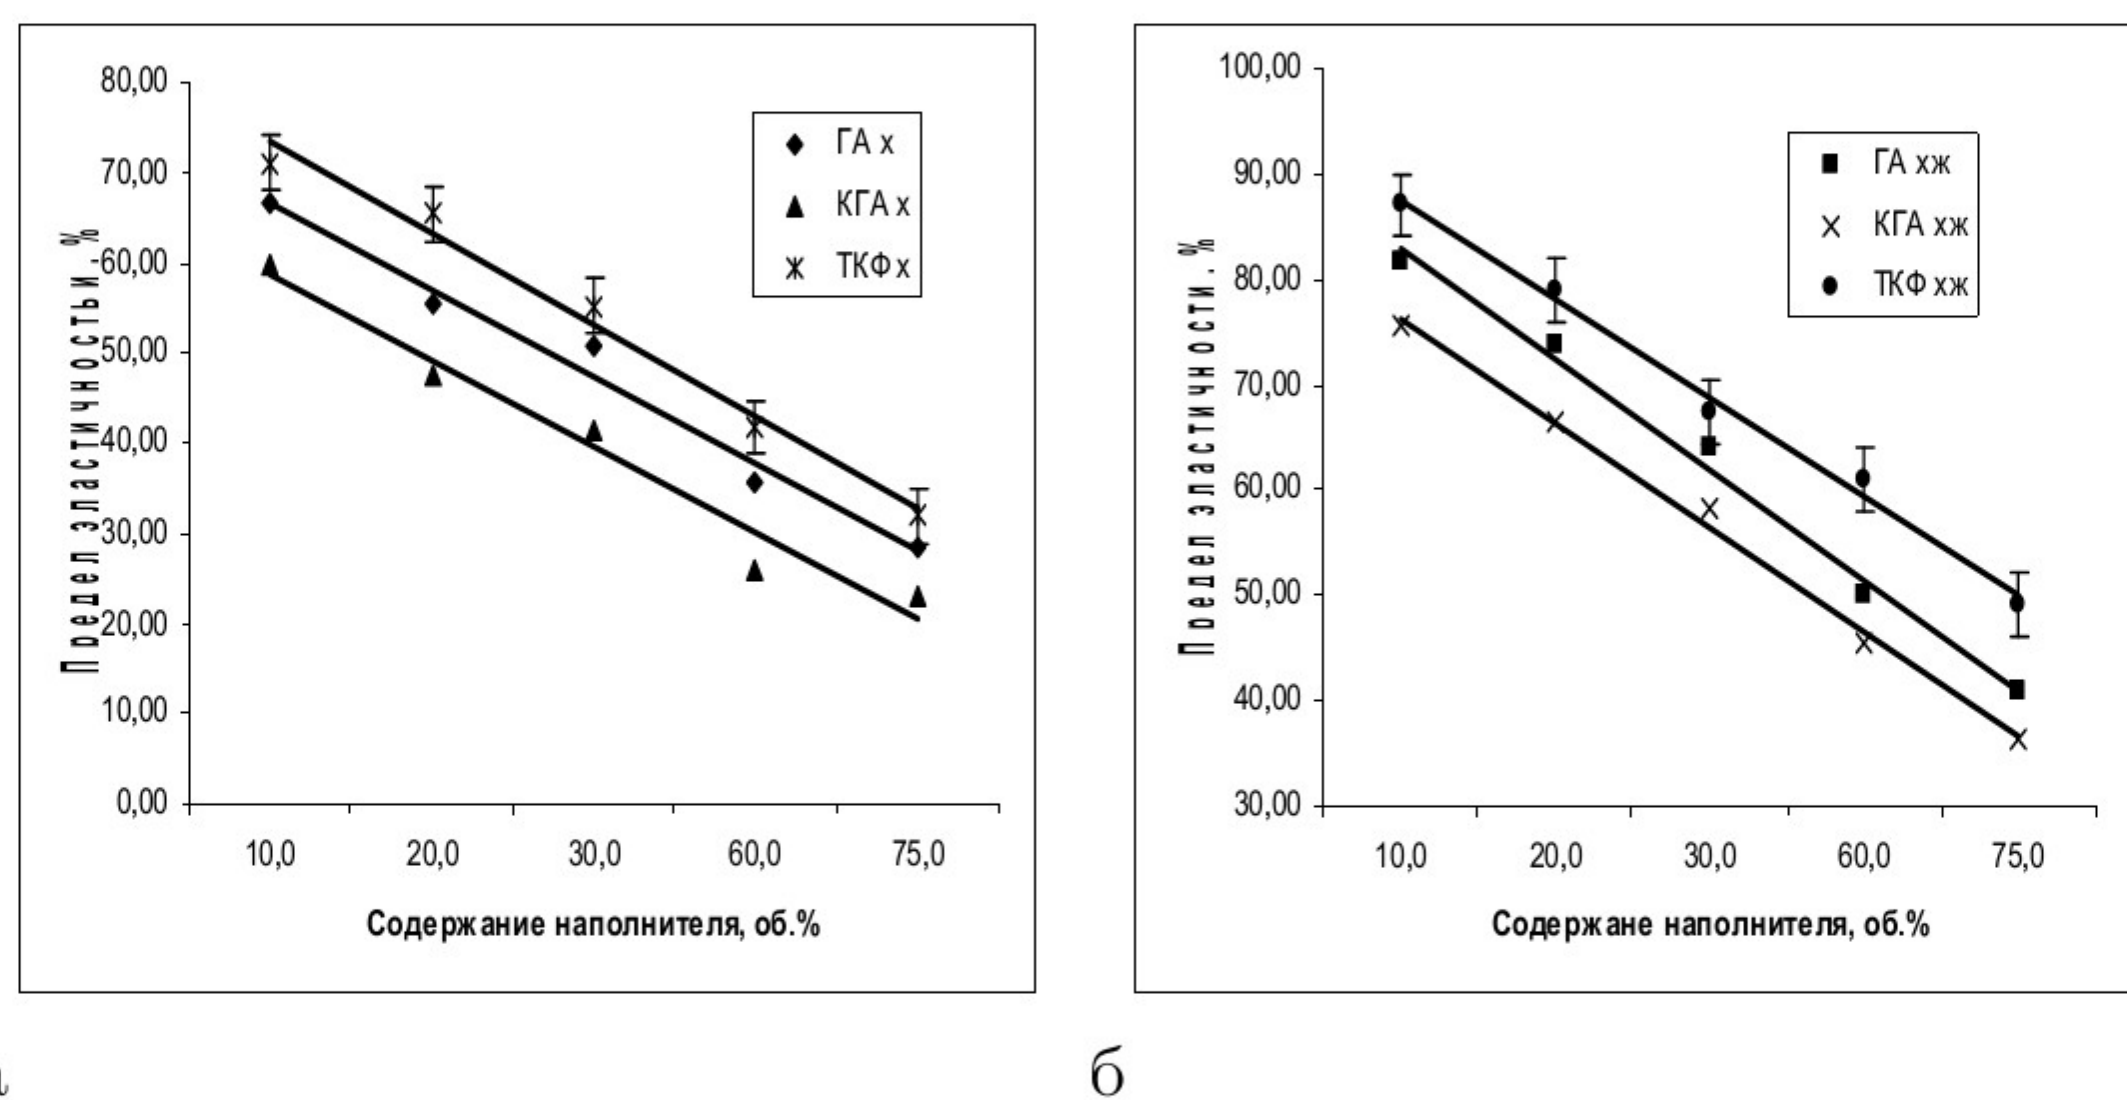 80,00
70,00
60,00
50,00
40,00
30,00
20,00
10,00
0,00
Предел эластичностьи, %
ГА х
КГА х
ТКФ х
10,0 20,0 30,0 60,0 75,0
Содержание наполнителя, об.%
100,00
90,00
80,00
70,00
60,00
50,00
40,00
30,00
Предел эластичности. %
ГА хж
КГА хж
ТКФ хж
10,0 20,0 30,0 60,0 75,0
Содержане наполнителя, об.%
б